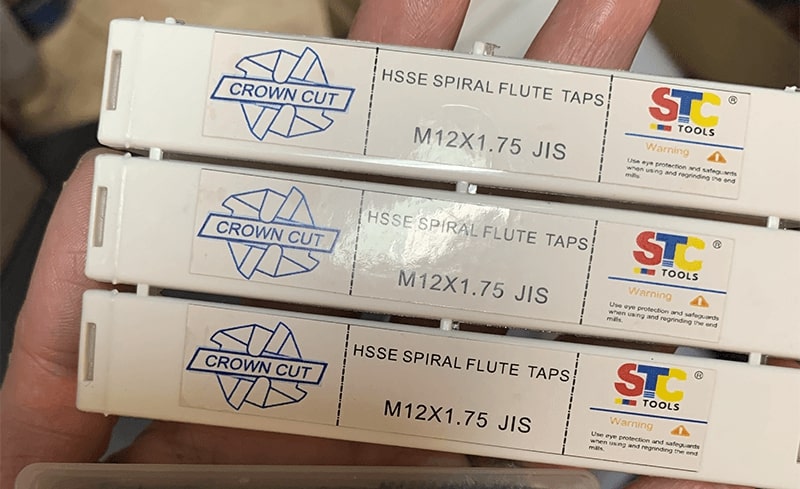 CROWN CUT
HSSE SPIRAL FLUTE TAPS
M12X1.75 JIS
STC ®
TOOLS
Warning
Use eye protection and safeguards
when using and regrinding the end
mills.
CROWN CUT
HSSE SPIRAL FLUTE TAPS
M12X1.75 JIS
STC ®
TOOLS
Warning
Use eye protection and safeguards
when using and regrinding the end
mills.
CROWN CUT
HSSE SPIRAL FLUTE TAPS
M12X1.75 JIS
STC ®
TOOLS
Warning
Use eye protection and safeguards
when using and regrinding the end
mills.